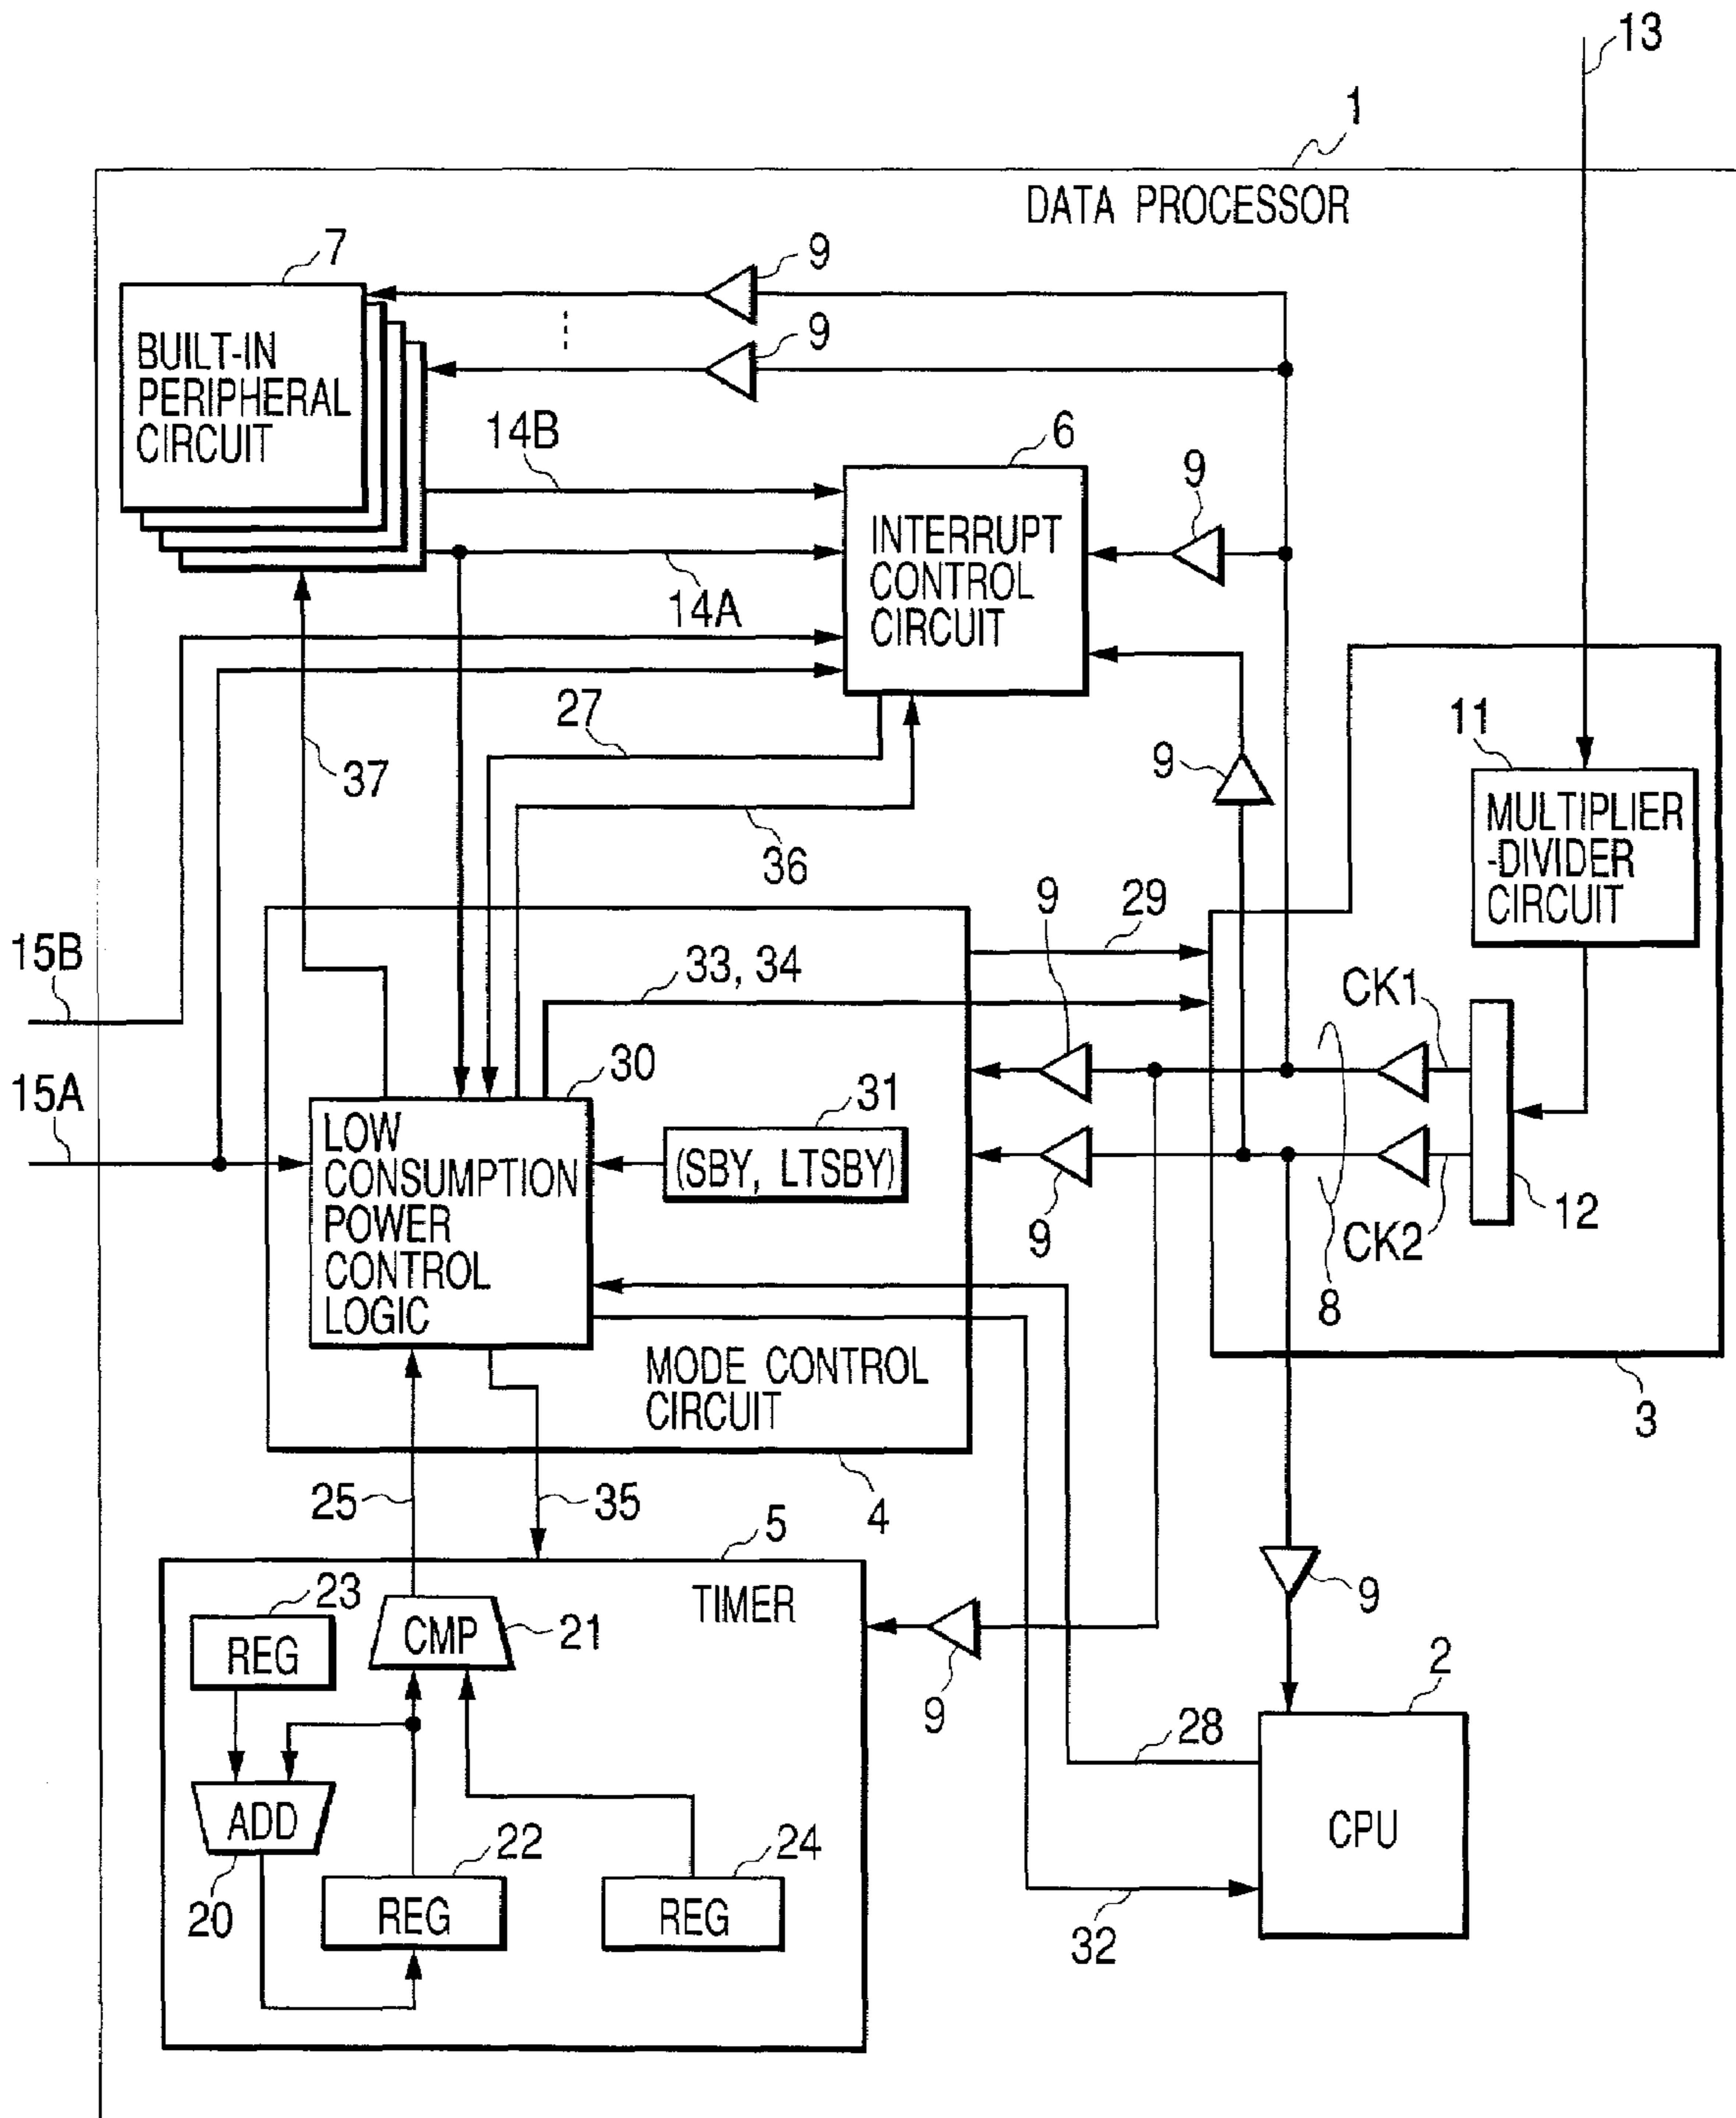 13
1
DATA PROCESSOR
7
9
9
BUILT-IN
PERIPHERAL
CIRCUIT
14B
6
9
INTERRUPT
CONTROL
CIRCUIT
14A
27
37
36
9
11
MULTIPLIER
-DIVIDER
CIRCUIT
15B
9
29
33, 34
CK1
15A
30
31
LOW
CONSUMPTION
POWER
CONTROL
LOGIC
(SBY, LTSBY)
9
CK2
12
8
MODE CONTROL
CIRCUIT
3
25
35
4
5
TIMER
23
REG
CMP
21
9
9
2
28
CPU
ADD
20
22
REG
24
REG
32